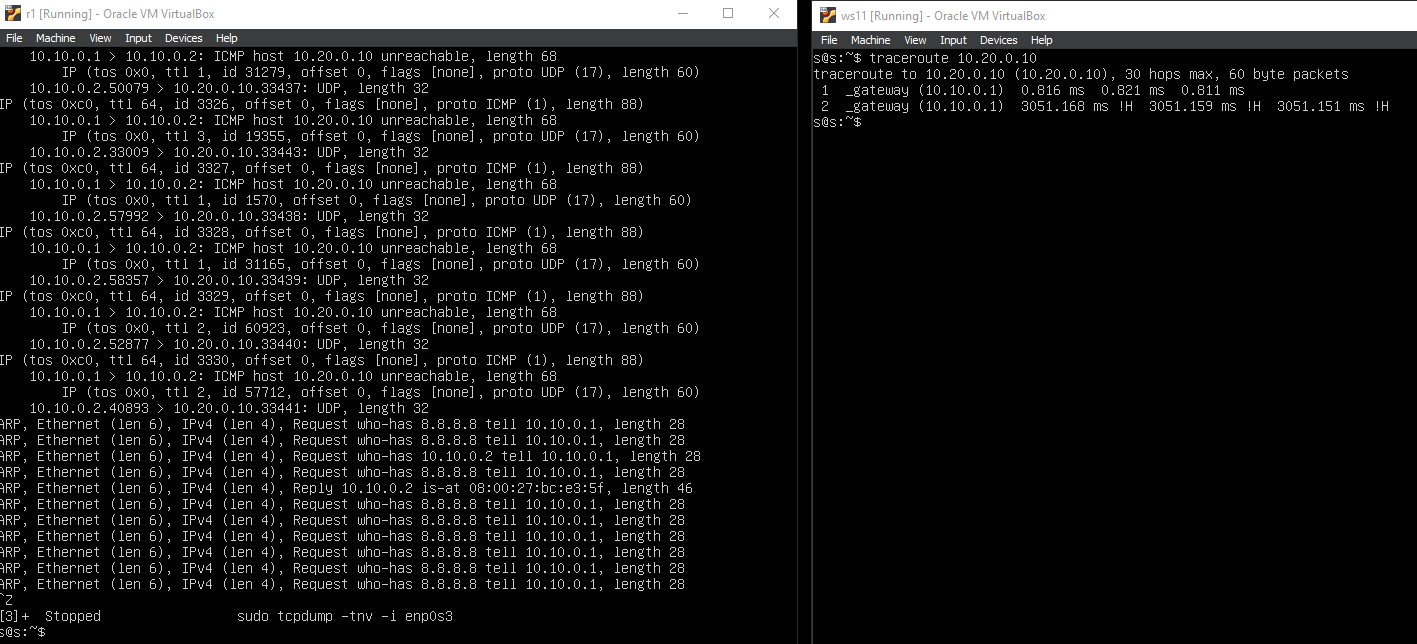 r1 [Running] - Oracle VM VirtualBox
File Machine View Input Devices Help
10.10.0.1 > 10.10.0.2: ICMP host 10.20.0.10 unreachable, length 68
IP (tos 0x0, ttl 1, id 31279, offset 0, flags [none], proto UDP (17), length 60)
10.10.0.2.50079 > 10.20.0.10.33437: UDP, length 32
IP (tos 0xc0, ttl 64, id 3326, offset 0, flags [none], proto ICMP (1), length 88)
10.10.0.1 > 10.10.0.2: ICMP host 10.20.0.10 unreachable, length 68
IP (tos 0x0, ttl 3, id 19355, offset 0, flags [none], proto UDP (17), length 60)
10.10.0.2.33009 > 10.20.0.10.33443: UDP, length 32
IP (tos 0xc0, ttl 64, id 3327, offset 0, flags [none], proto ICMP (1), length 88)
10.10.0.1 > 10.10.0.2: ICMP host 10.20.0.10 unreachable, length 68
IP (tos 0x0, ttl 1, id 1570, offset 0, flags [none], proto UDP (17), length 60)
10.10.0.2.57992 > 10.20.0.10.33438: UDP, length 32
IP (tos 0xc0, ttl 64, id 3328, offset 0, flags [none], proto ICMP (1), length 88)
10.10.0.1 > 10.10.0.2: ICMP host 10.20.0.10 unreachable, length 68
IP (tos 0x0, ttl 1, id 31165, offset 0, flags [none], proto UDP (17), length 60)
10.10.0.2.58357 > 10.20.0.10.33439: UDP, length 32
IP (tos 0xc0, ttl 64, id 3329, offset 0, flags [none], proto ICMP (1), length 88)
10.10.0.1 > 10.10.0.2: ICMP host 10.20.0.10 unreachable, length 68
IP (tos 0x0, ttl 2, id 60923, offset 0, flags [none], proto UDP (17), length 60)
10.10.0.2.52877 > 10.20.0.10.33440: UDP, length 32
IP (tos 0xc0, ttl 64, id 3330, offset 0, flags [none], proto ICMP (1), length 88)
10.10.0.1 > 10.10.0.2: ICMP host 10.20.0.10 unreachable, length 68
IP (tos 0x0, ttl 2, id 57712, offset 0, flags [none], proto UDP (17), length 60)
10.10.0.2.40893 > 10.20.0.10.33441: UDP, length 32
ARP, Ethernet (len 6), IPv4 (len 4), Request who-has 8.8.8.8 tell 10.10.0.1, length 28
ARP, Ethernet (len 6), IPv4 (len 4), Request who-has 8.8.8.8 tell 10.10.0.1, length 28
ARP, Ethernet (len 6), IPv4 (len 4), Request who-has 10.10.0.2 tell 10.10.0.1, length 28
ARP, Ethernet (len 6), IPv4 (len 4), Request who-has 8.8.8.8 tell 10.10.0.1, length 28
ARP, Ethernet (len 6), IPv4 (len 4), Reply 10.10.0.2 is-at 08:00:27:bc:e3:5f, length 46
ARP, Ethernet (len 6), IPv4 (len 4), Request who-has 8.8.8.8 tell 10.10.0.1, length 28
ARP, Ethernet (len 6), IPv4 (len 4), Request who-has 8.8.8.8 tell 10.10.0.1, length 28
ARP, Ethernet (len 6), IPv4 (len 4), Request who-has 8.8.8.8 tell 10.10.0.1, length 28
ARP, Ethernet (len 6), IPv4 (len 4), Request who-has 8.8.8.8 tell 10.10.0.1, length 28
ARP, Ethernet (len 6), IPv4 (len 4), Request who-has 8.8.8.8 tell 10.10.0.1, length 28
ARP, Ethernet (len 6), IPv4 (len 4), Request who-has 8.8.8.8 tell 10.10.0.1, length 28
^Z
[3]+ Stopped sudo tcpdump -tnv -i enp0s3
s@s:~$
ws11 [Running] - Oracle VM VirtualBox
File Machine View Input Devices Help
s@s:~$ traceroute 10.20.0.10
traceroute to 10.20.0.10 (10.20.0.10), 30 hops max, 60 byte packets
1 _gateway (10.10.0.1) 0.816 ms 0.821 ms 0.811 ms
2 _gateway (10.10.0.1) 3051.168 ms !H 3051.159 ms !H 3051.151 ms !H
s@s:~$